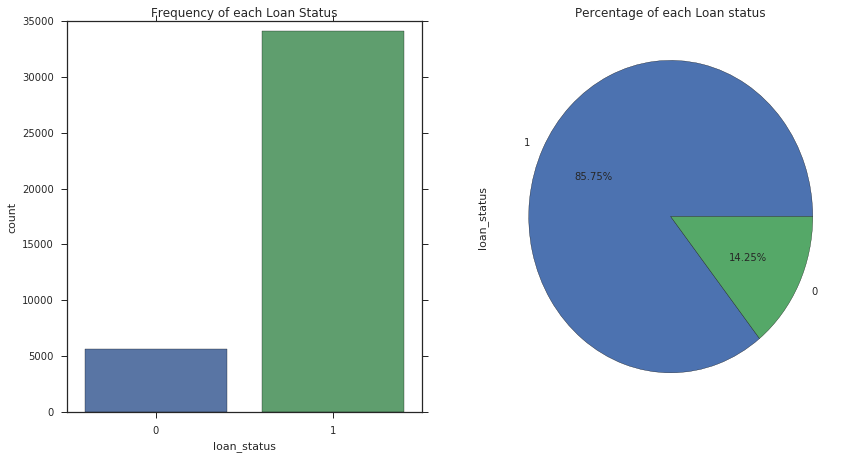 Frequency of each Loan Status
35000
30000
25000
20000
15000
10000
5000
0
count
0 1
loan_status
Percentage of each Loan status
loan_status
1
85.75%
14.25%
0